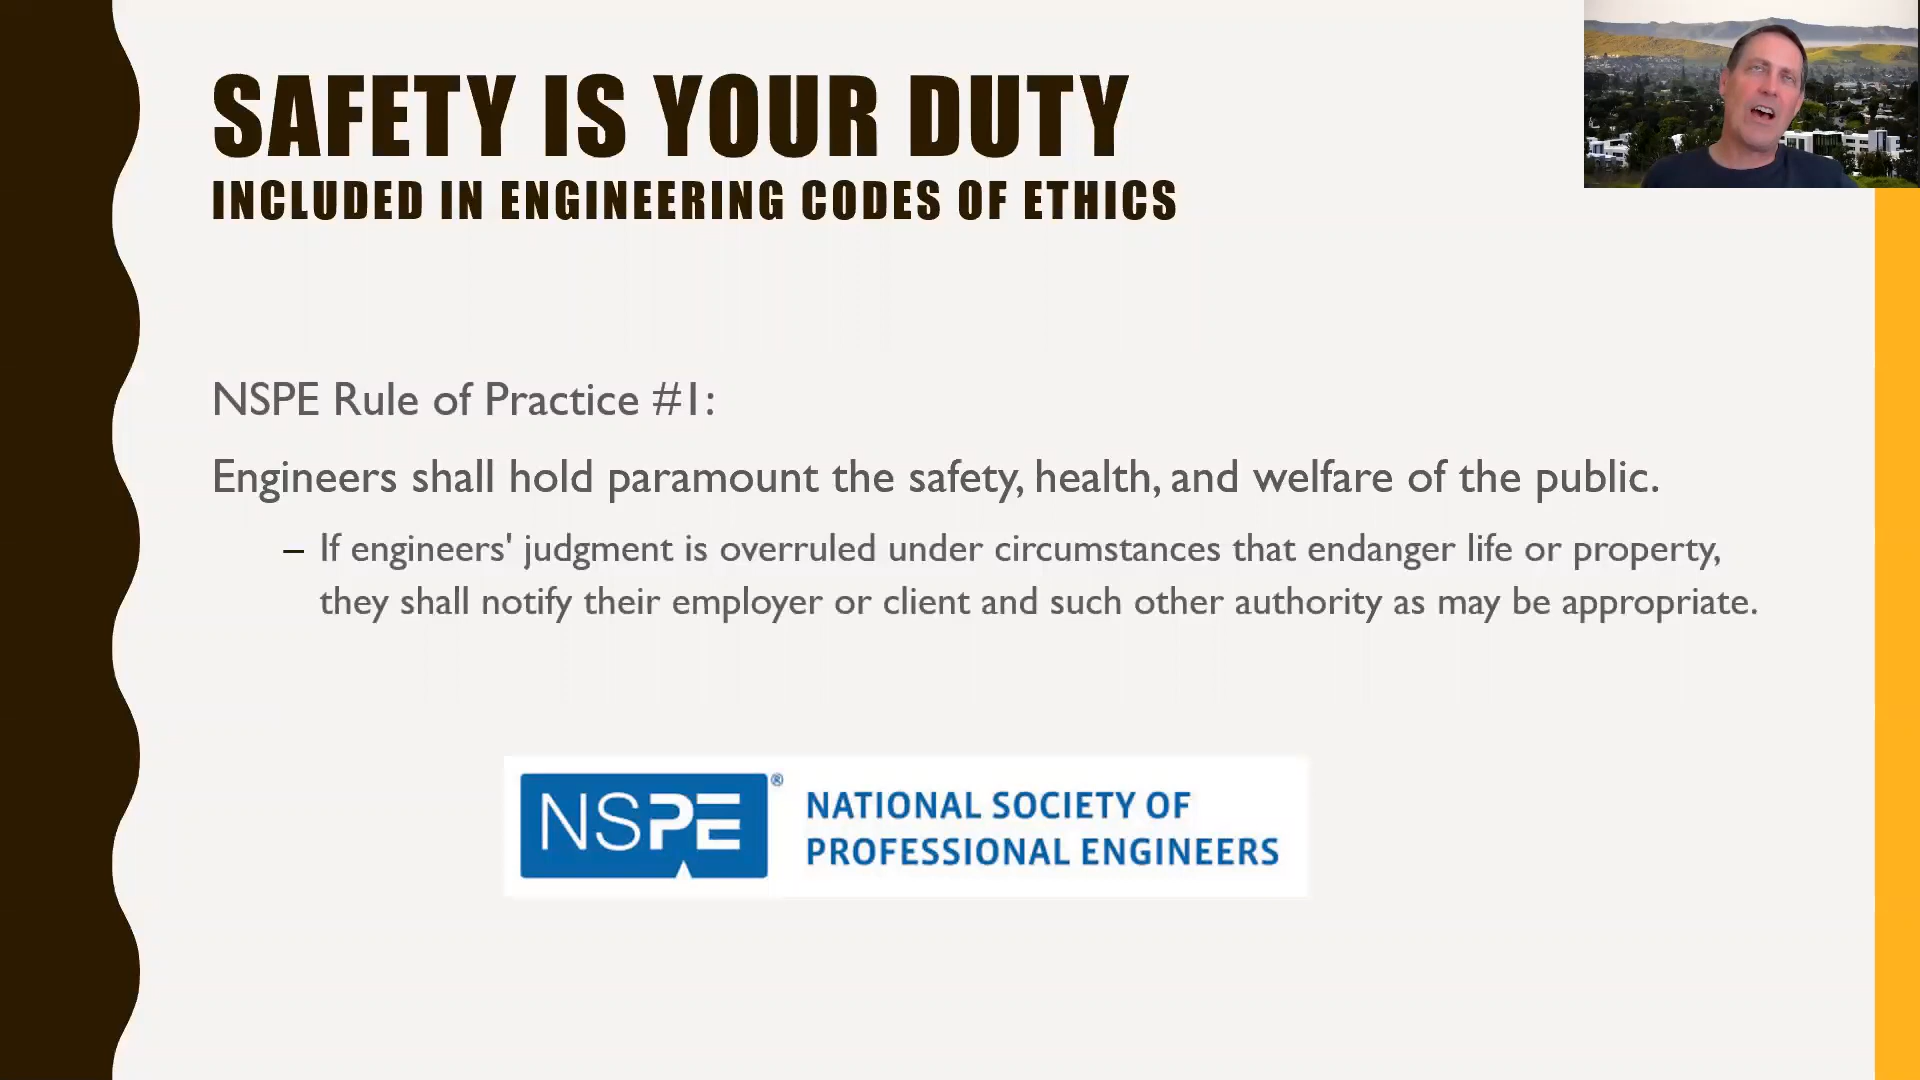 SAFETY IS YOUR DUTY
INCLUDED IN ENGINEERING CODES OF ETHICS
NSPE Rule of Practice #1:
Engineers shall hold paramount the safety, health, and welfare of the public.
– If engineers' judgment is overruled under circumstances that endanger life or property,
they shall notify their employer or client and such other authority as may be appropriate.
NSPE®
NATIONAL SOCIETY OF
PROFESSIONAL ENGINEERS